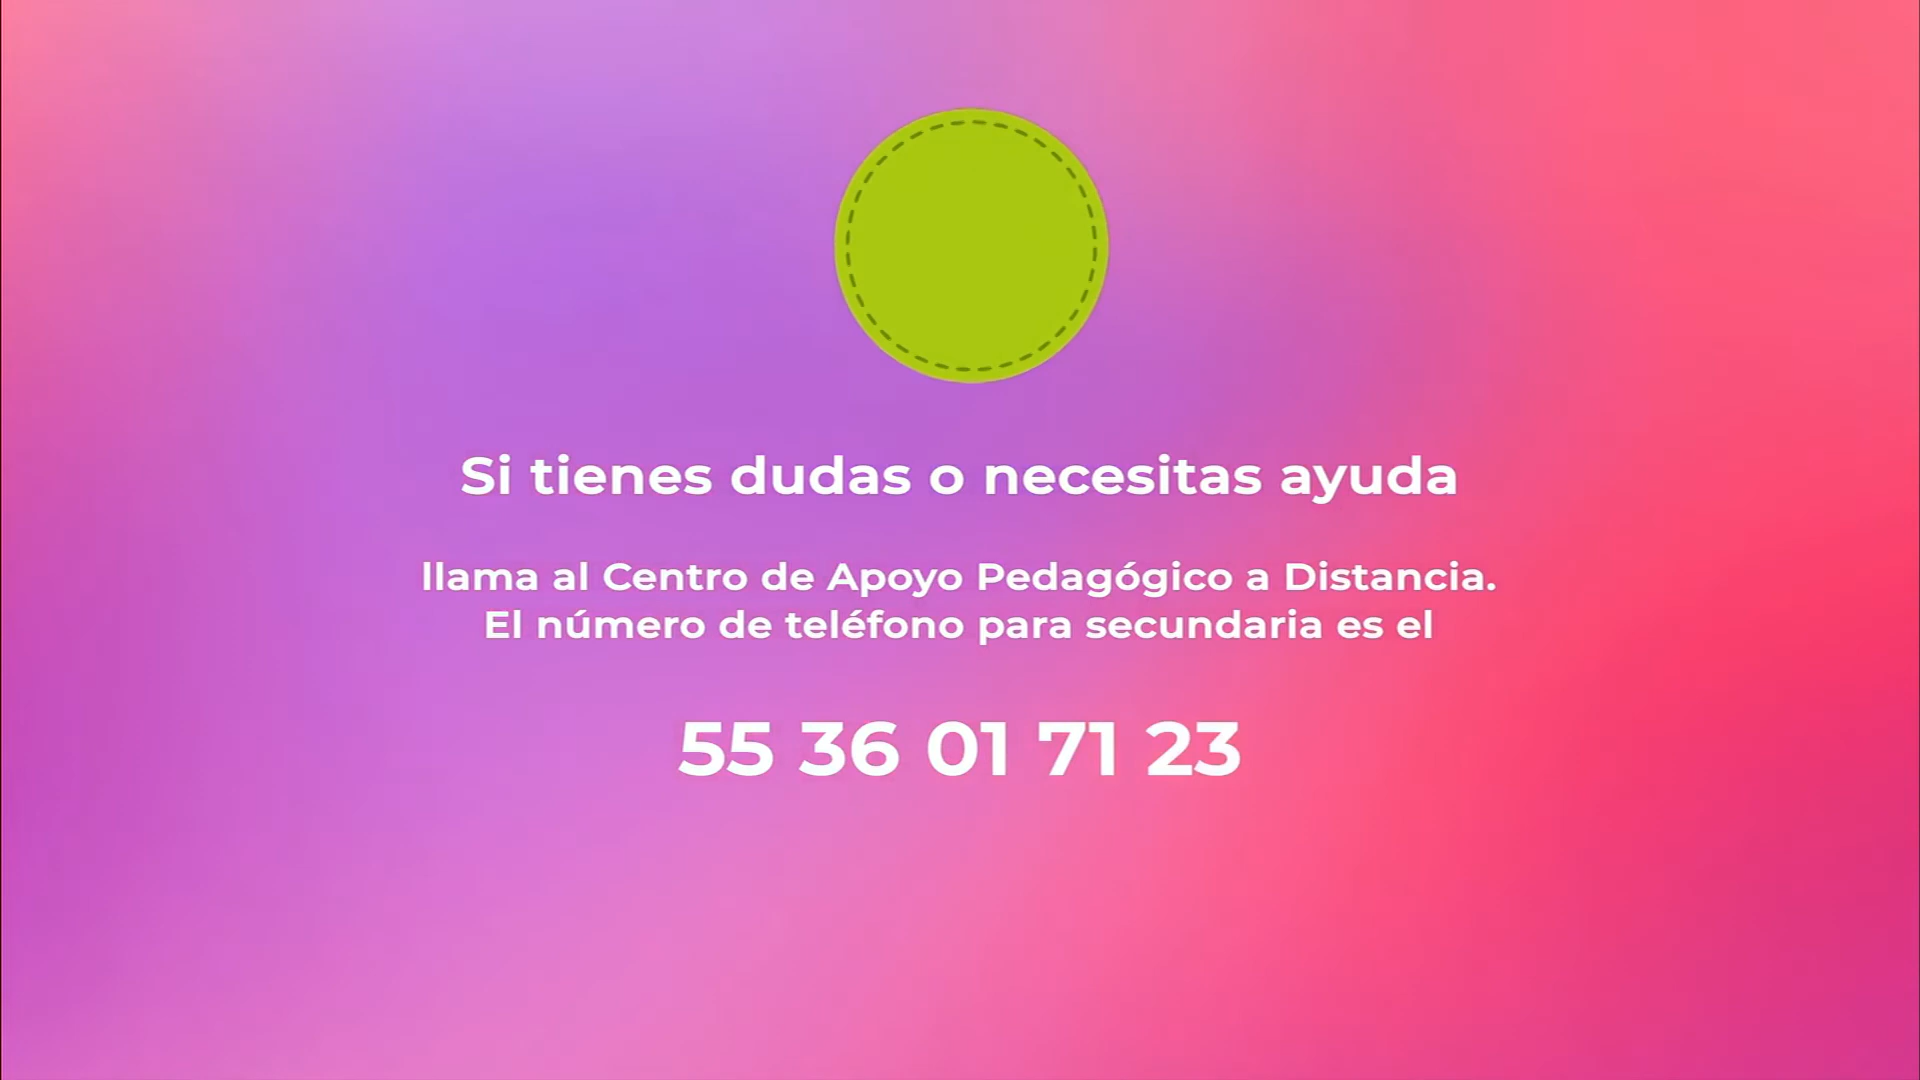 Si tienes dudas o necesitas ayuda
llama al Centro de Apoyo Pedagógico a Distancia.
El número de teléfono para secundaria es el
55 36 01 71 23